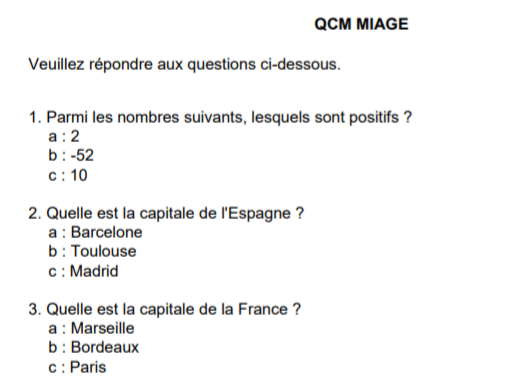 QCM MIAGE
Veuillez répondre aux questions ci-dessous.
1. Parmi les nombres suivants, lesquels sont positifs ?
a : 2
b : -52
c : 10
2. Quelle est la capitale de l'Espagne ?
a : Barcelone
b : Toulouse
c : Madrid
3. Quelle est la capitale de la France ?
a : Marseille
b : Bordeaux
c : Paris